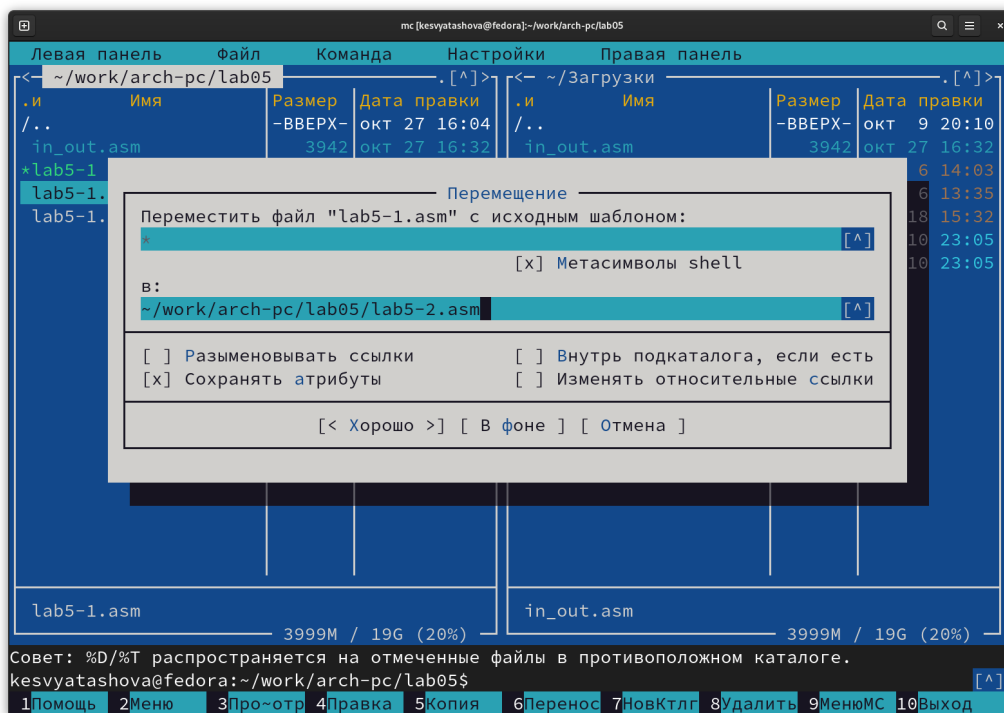 mc [kesvyatashova@fedora]:~/work/arch-pc/lab05
Левая панель Файл Команда Настройки Правая панель
<— ~/work/arch-pc/lab05 .[^]> <— ~/Загрузки .[^]>
.и Имя Размер Дата правки .и Имя Размер Дата правки
/.. -ВВЕРХ- окт 27 16:04 /.. -ВВЕРХ- окт 9 20:10
in_out.asm 3942 окт 27 16:32 in_out.asm 3942 окт 27 16:32
*lab5-1 6 14:03
lab5-1. 6 13:35
lab5-1. 18 15:32
10 23:05
10 23:05
Перемещение
Переместить файл "lab5-1.asm" с исходным шаблоном:
* [^]
[x] Метасимволы shell
в:
~/work/arch-pc/lab05/lab5-2.asm [^]
[ ] Разыменовывать ссылки [ ] Внутрь подкаталога, если есть
[x] Сохранять атрибуты [ ] Изменять относительные ссылки
[< Хорошо >] [ В фоне ] [ Отмена ]
lab5-1.asm in_out.asm
3999M / 19G (20%) 3999M / 19G (20%)
Совет: %D/%T распространяется на отмеченные файлы в противоположном каталоге.
kesvyatashova@fedora:~/work/arch-pc/lab05$ [^]
1Помощь 2Меню 3Про~отр 4Правка 5Копия 6Перенос 7НовКтлг 8Удалить 9МенюMC 10Выход